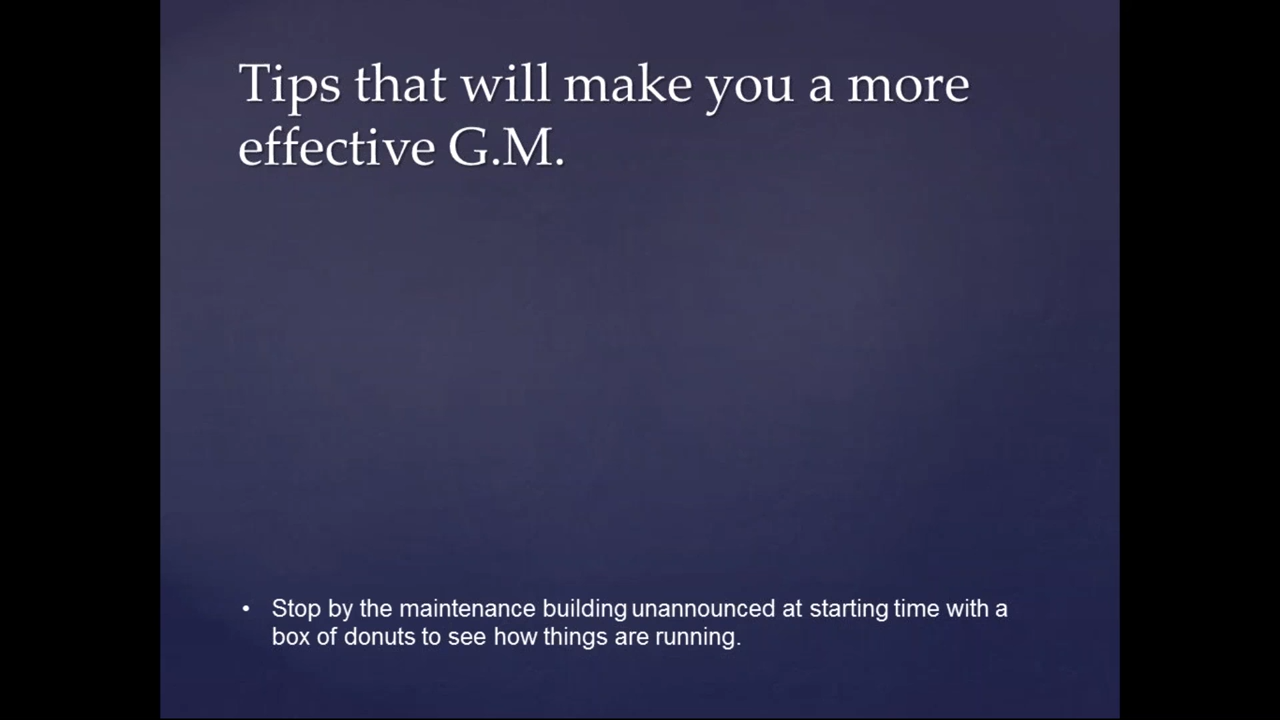 Tips that will make you a more
effective G.M.
• Stop by the maintenance building unannounced at starting time with a
box of donuts to see how things are running.